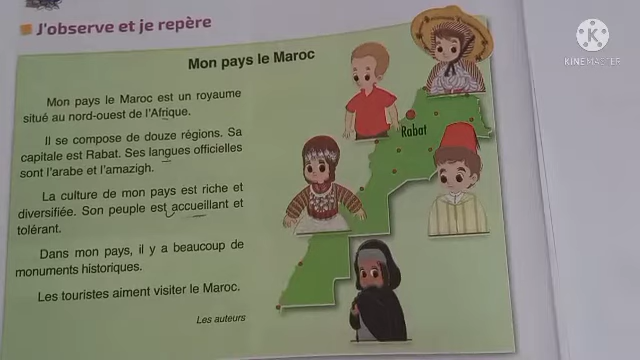 J'observe et je repère
Mon pays le Maroc
Mon pays le Maroc est un royaume
situé au nord-ouest de l'Afrique.
Il se compose de douze régions. Sa
capitale est Rabat. Ses langues officielles
sont l'arabe et l'amazigh.
La culture de mon pays est riche et
diversifiée. Son peuple est accueillant et
tolérant.
Dans mon pays, il y a beaucoup de
monuments historiques.
Les touristes aiment visiter le Maroc.
Les auteurs
Rabat
KINEMASTER